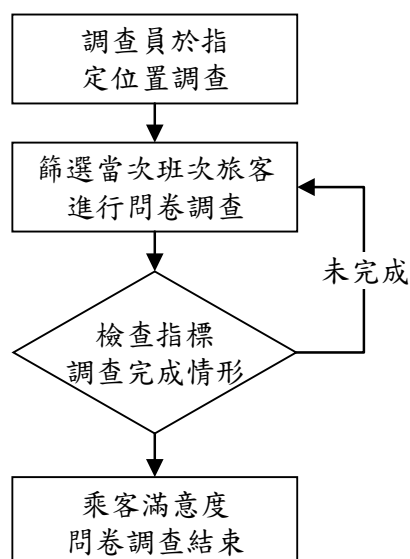 調查員於指
定位置調查
篩選當次班次旅客
進行問卷調查
未完成
檢查指標
調查完成情形
乘客滿意度
問卷調查結束